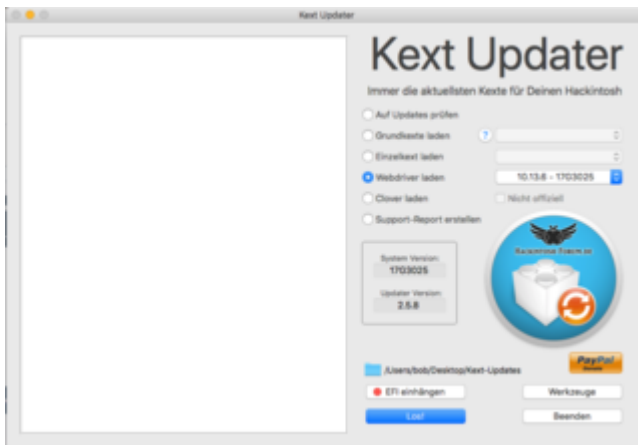 Kext Updater
Kext Updater
Immer die aktuellsten Kexte für Deinen Hackintosh
Auf Updates prüfen
Grundkexte laden ?
Einzelkext laden
Webdriver laden 10.13.6 - 17G3025
Clover laden Nicht offiziell
Support-Report erstellen
Hackintosh-Forum.de
System Version:
17G3025
Updater Version:
2.5.8
PayPal
Donate
/Users/bob/Desktop/Kext-Updates
EFI einhängen Werkzeuge
Los! Beenden